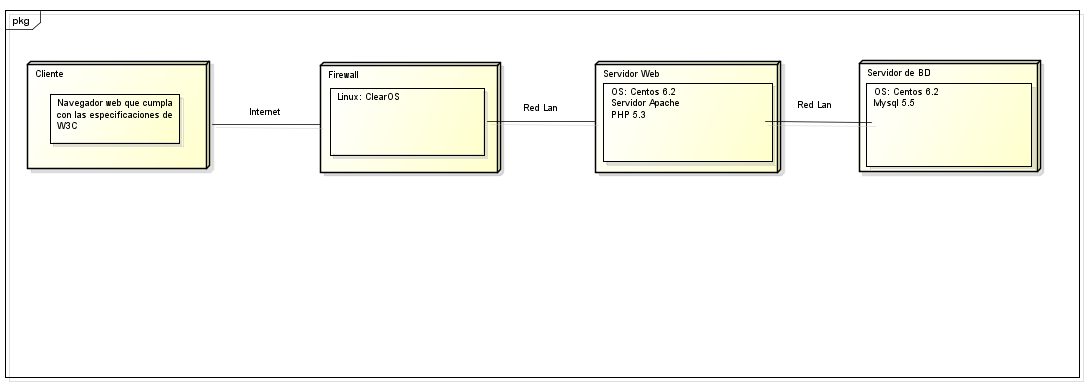 pkg
Cliente
Navegador web que cumpla
con las especificaciones de
W3C
Internet
Firewall
Linux: ClearOS
Red Lan
Servidor Web
OS: Centos 6.2
Servidor Apache
PHP 5.3
Red Lan
Servidor de BD
OS: Centos 6.2
Mysql 5.5